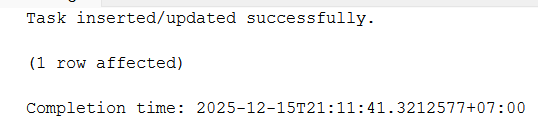 Task inserted/updated successfully.
(1 row affected)
Completion time: 2025-12-15T21:11:41.3212577+07:00